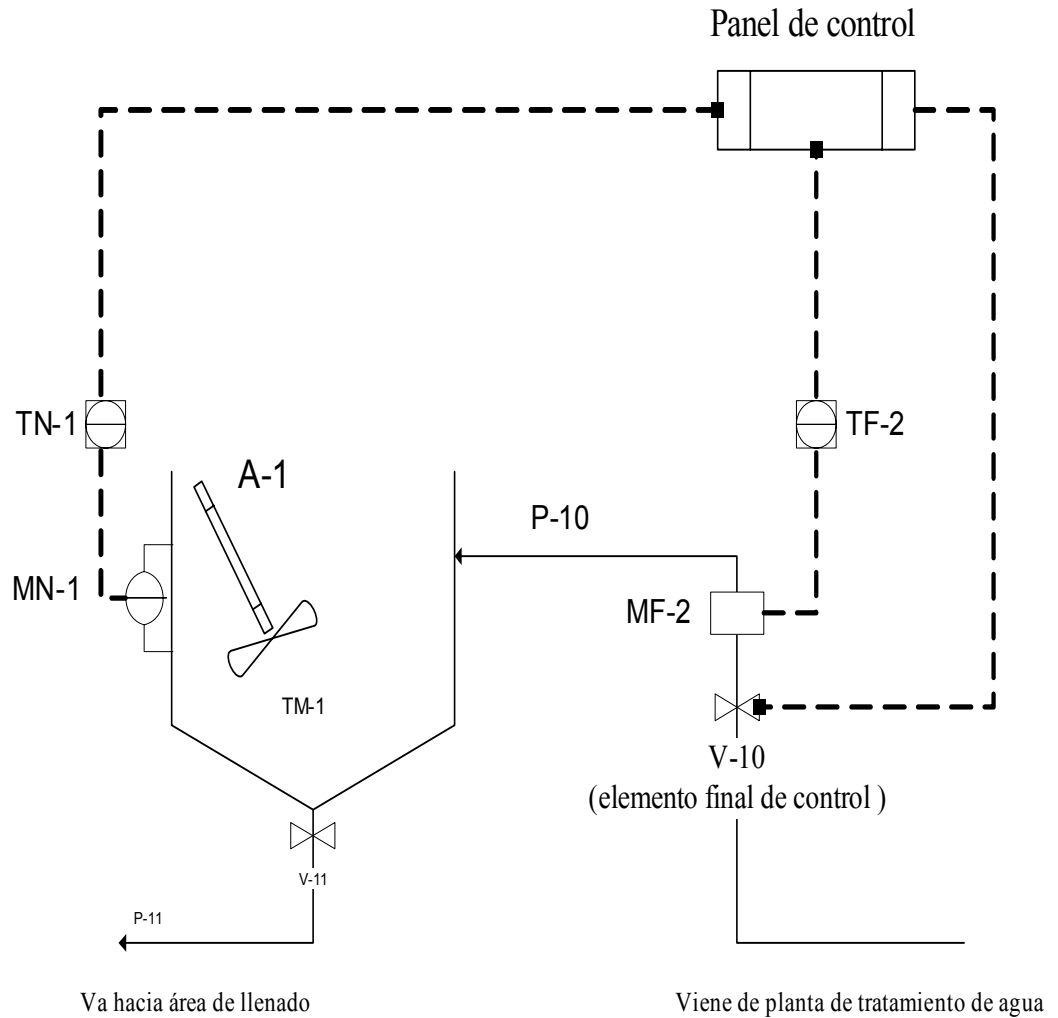 Panel de control
TN-1
TF-2
A-1
P-10
MN-1
MF-2
TM-1
V-10
(elemento final de control )
V-11
P-11
Va hacia área de llenado
Viene de planta de tratamiento de agua